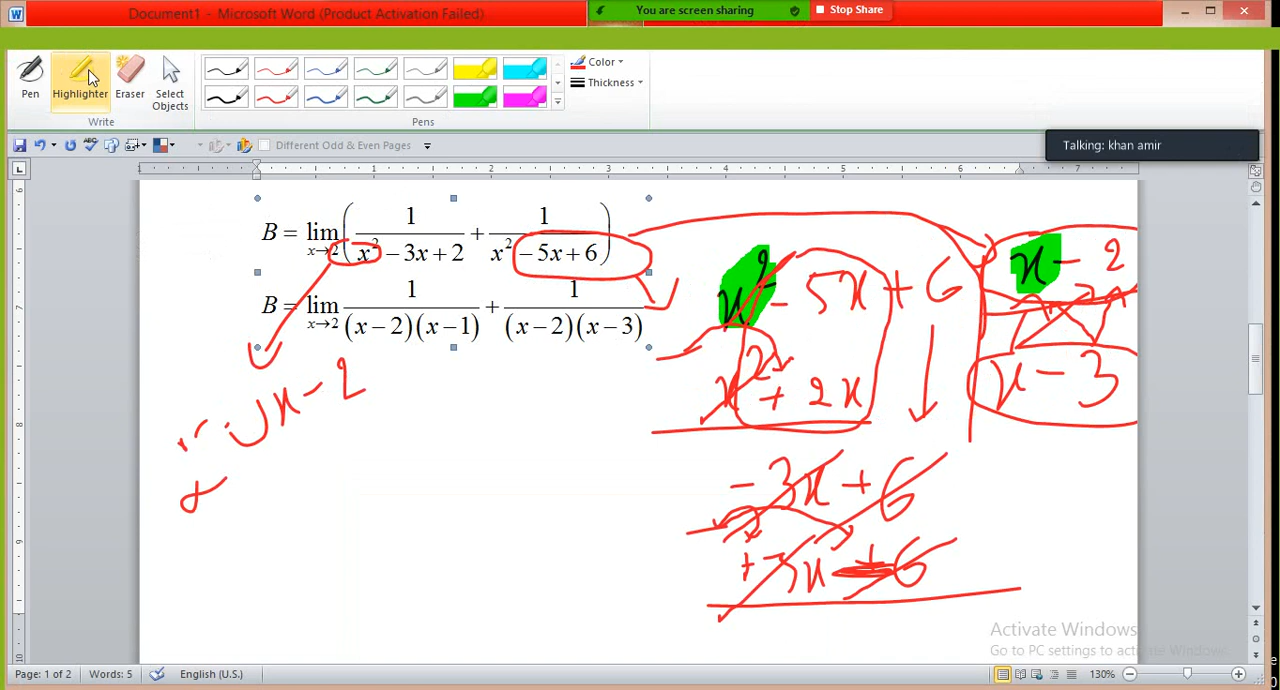 Document1 - Microsoft Word (Product Activation Failed)
You are screen sharing
Stop Share
Pen
Highlighter
Eraser
Select Objects
Color
Thickness
Write
Pens
Different Odd & Even Pages
Talking: khan amir
B = lim x→2 ( 1 / (x² − 3x + 2) + 1 / (x² − 5x + 6) )
B = lim x→2 1 / ((x − 2)(x − 1)) + 1 / ((x − 2)(x − 3))
x² - 5x + 6
x - 2
x² + 2x
x - 3
x - 2
- 3x + 6
+ 3x + 6
Activate Windows
Go to PC settings to activate Windows.
Page: 1 of 2
Words: 5
English (U.S.)
130%